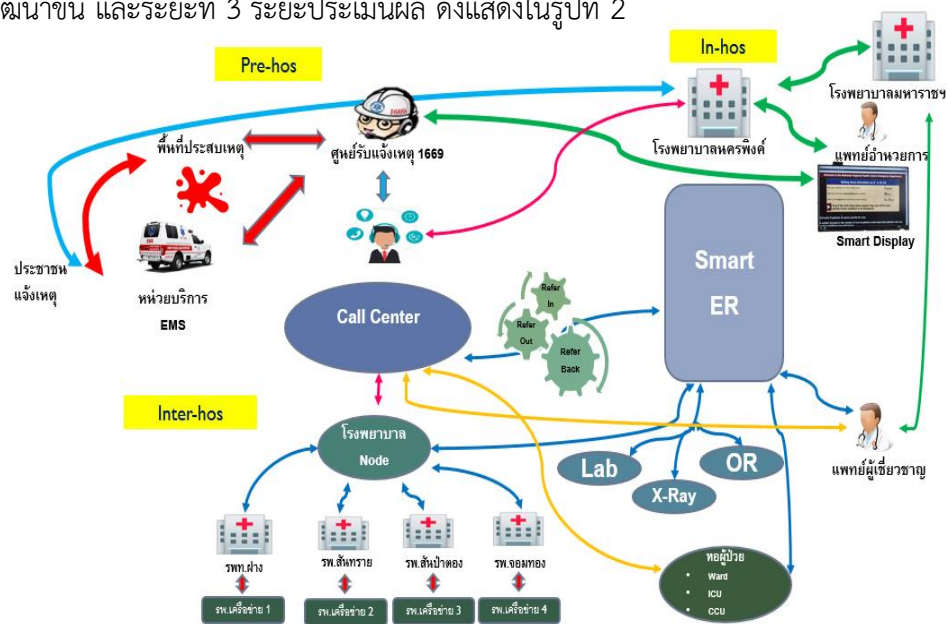 ฒนาขึ้น และระยะที่ 3 ระยะประเมินผล ดังแสดงในรูปที่ 2
Pre-hos
In-hos
โรงพยาบาลมหาราชฯ
พื้นที่ประสบเหตุ
1669
ศูนย์รับแจ้งเหตุ 1669
โรงพยาบาลนครพิงค์
แพทย์อำนวยการ
Smart Display
ประชาชน
แจ้งเหตุ
หน่วยบริการ
EMS
Smart
ER
Call Center
Refer
In
Refer
Out
Refer
Back
Inter-hos
โรงพยาบาล
Node
Lab
X-Ray
OR
แพทย์ผู้เชี่ยวชาญ
รพท.ฝาง
รพ.สันทราย
รพ.สันป่าตอง
รพ.จอมทอง
รพ.เครือข่าย 1
รพ.เครือข่าย 2
รพ.เครือข่าย 3
รพ.เครือข่าย 4
หอผู้ป่วย
• Ward
• ICU
• CCU